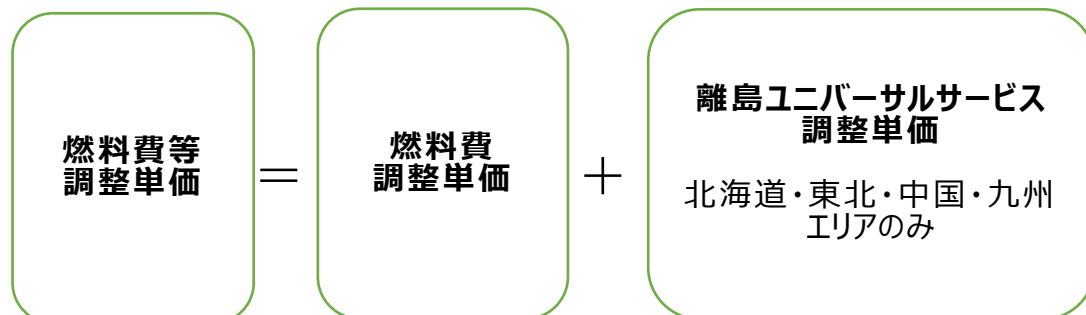 燃料費等
調整単価
＝
燃料費
調整単価
＋
離島ユニバーサルサービス
調整単価
北海道・東北・中国・九州
エリアのみ